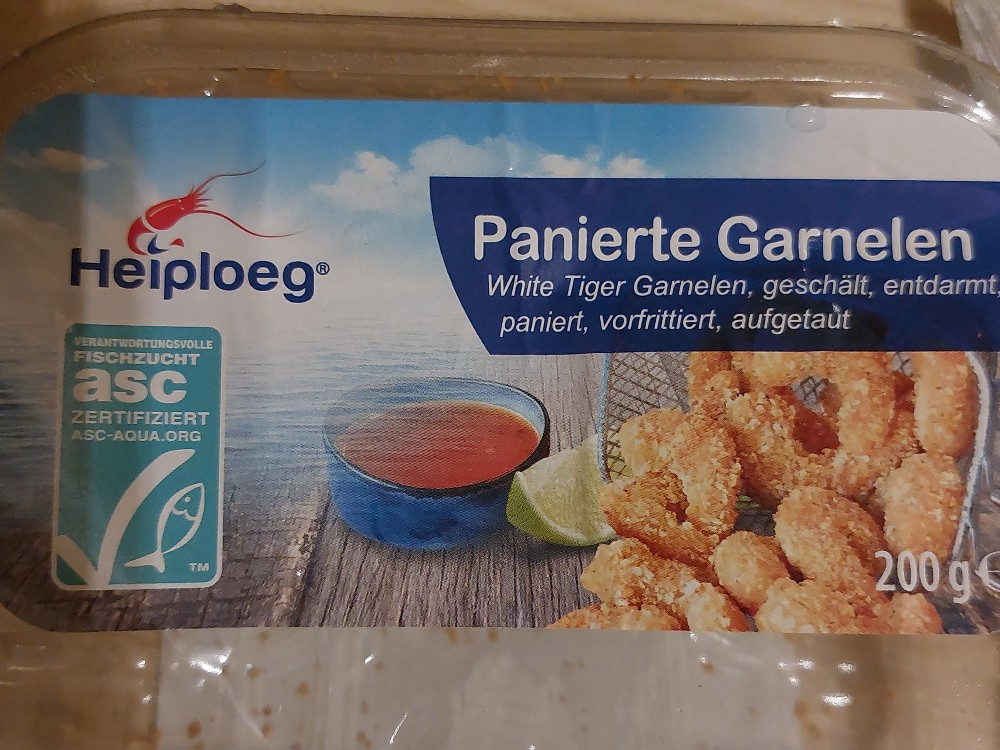 Heiploeg®
Panierte Garnelen
White Tiger Garnelen, geschält, entdarmt,
paniert, vorfrittiert, aufgetaut
VERANTWORTUNGSVOLLE
FISCHZUCHT
asc
ZERTIFIZIERT
ASC-AQUA.ORG
TM
200 g ℮